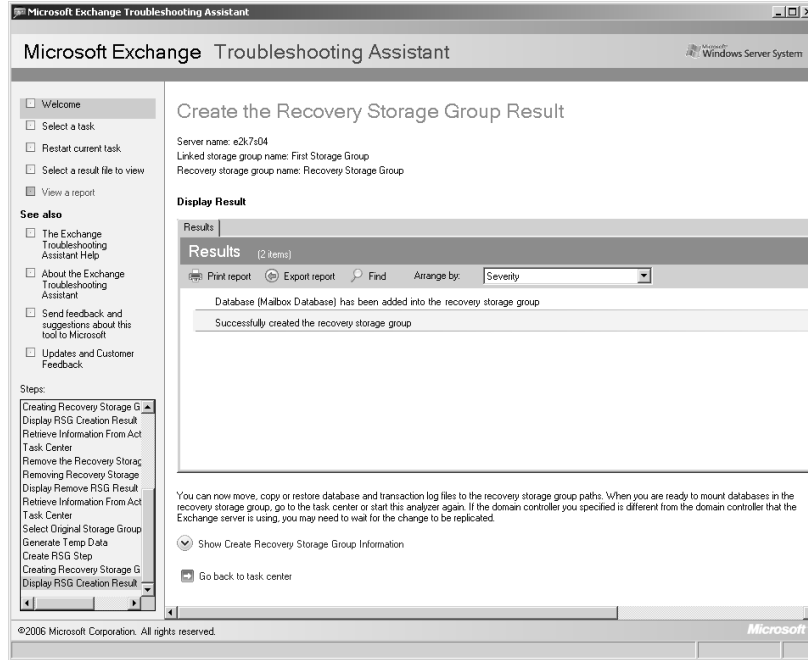 Microsoft Exchange Troubleshooting Assistant
Microsoft Exchange Troubleshooting Assistant
Microsoft
Windows Server System
Welcome
Select a task
Restart current task
Select a result file to view
View a report
See also
The Exchange
Troubleshooting
Assistant Help
About the Exchange
Troubleshooting
Assistant
Send feedback and
suggestions about this
tool to Microsoft
Updates and Customer
Feedback
Steps:
Creating Recovery Storage G
Display RSG Creation Result
Retrieve Information From Act
Task Center
Remove the Recovery Storag
Removing Recovery Storage
Display Remove RSG Result
Retrieve Information From Act
Task Center
Select Original Storage Group
Generate Temp Data
Create RSG Step
Creating Recovery Storage G
Display RSG Creation Result
Create the Recovery Storage Group Result
Server name: e2k7s04
Linked storage group name: First Storage Group
Recovery storage group name: Recovery Storage Group
Display Result
Results
Results (2 items)
Print report Export report Find Arrange by: Severity
Database (Mailbox Database) has been added into the recovery storage group
Successfully created the recovery storage group
You can now move, copy or restore database and transaction log files to the recovery storage group paths. When you are ready to mount databases in the
recovery storage group, go to the task center or start this analyzer again. If the domain controller you specified is different from the domain controller that the
Exchange server is using, you may need to wait for the change to be replicated.
Show Create Recovery Storage Group Information
Go back to task center
©2006 Microsoft Corporation. All rights reserved.
Microsoft